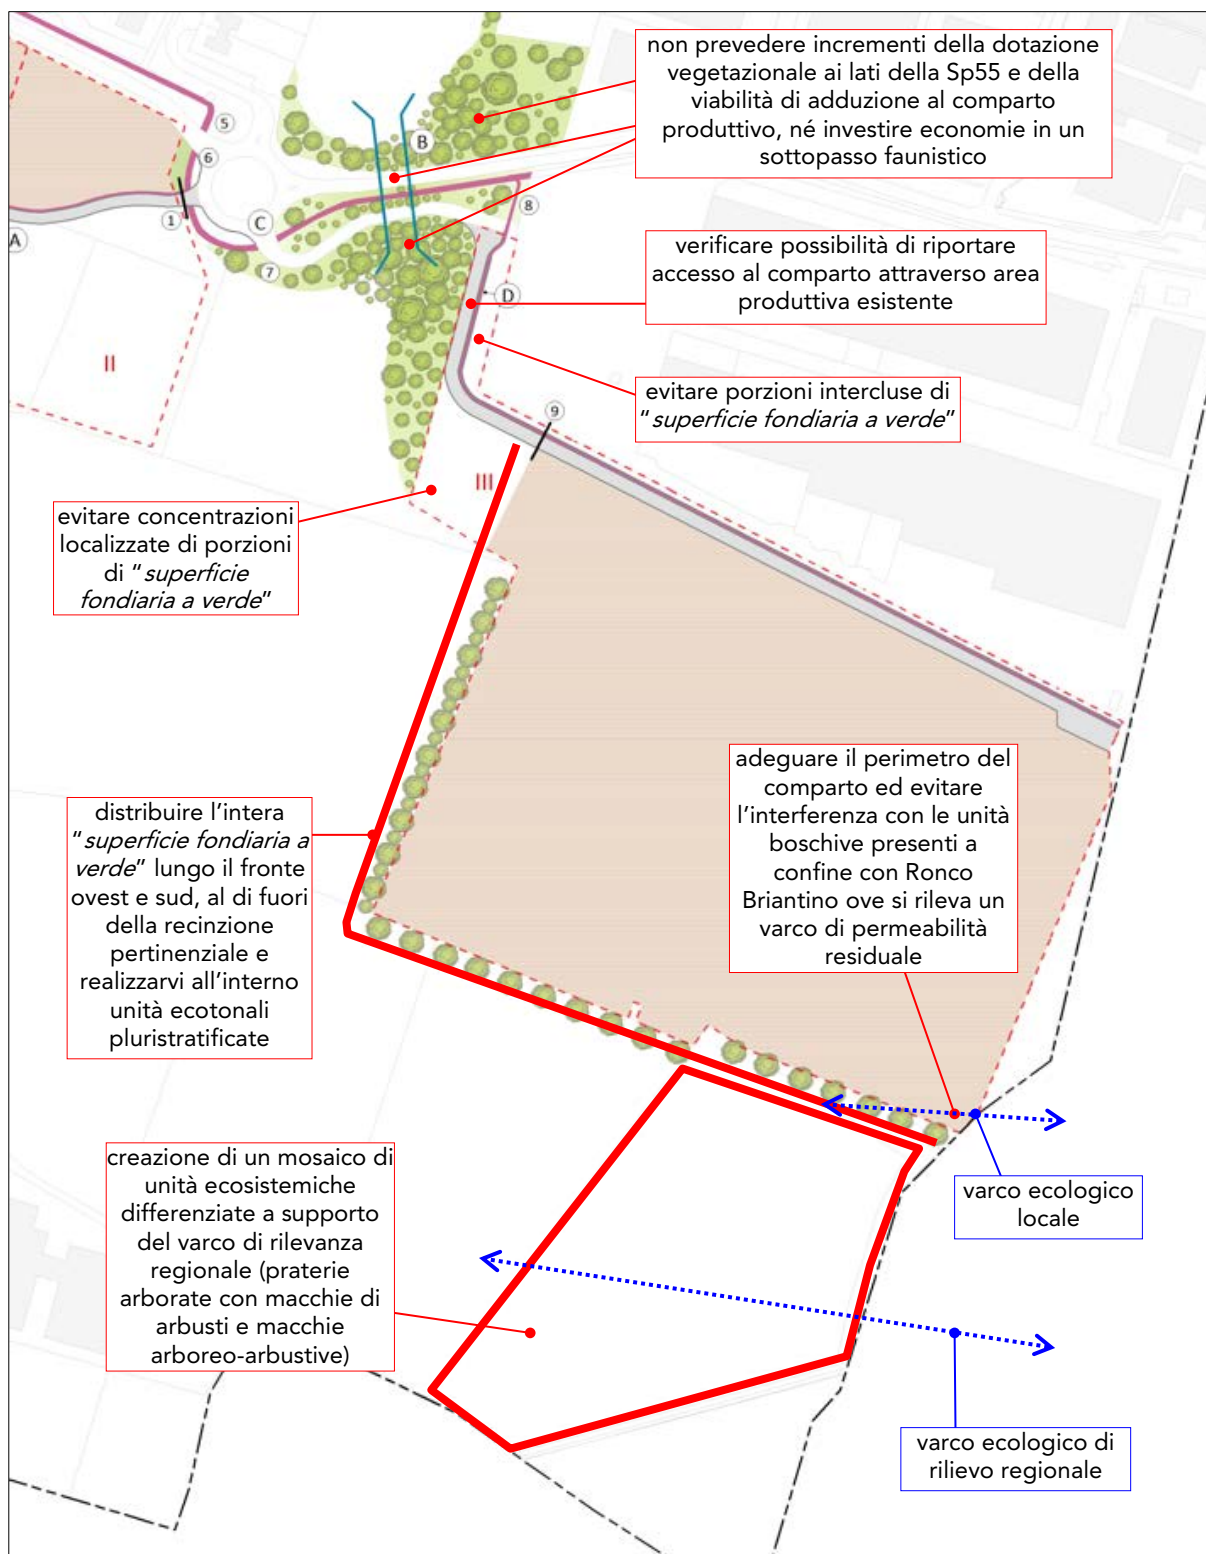 non prevedere incrementi della dotazione
vegetazionale ai lati della Sp55 e della
viabilità di adduzione al comparto
produttivo, né investire economie in un
sottopasso faunistico
5
B
6
1
C
8
A
7
verificare possibilità di riportare
accesso al comparto attraverso area
produttiva esistente
D
II
evitare porzioni intercluse di
"superficie fondiaria a verde"
9
III
evitare concentrazioni
localizzate di porzioni
di "superficie
fondiaria a verde"
adeguare il perimetro del
comparto ed evitare
l'interferenza con le unità
boschive presenti a
confine con Ronco
Briantino ove si rileva un
varco di permeabilità
residuale
distribuire l'intera
"superficie fondiaria a
verde" lungo il fronte
ovest e sud, al di fuori
della recinzione
pertinenziale e
realizzarvi all'interno
unità ecotonali
pluristratificate
creazione di un mosaico di
unità ecosistemiche
differenziate a supporto
del varco di rilevanza
regionale (praterie
arborate con macchie di
arbusti e macchie
arboreo-arbustive)
varco ecologico
locale
varco ecologico di
rilievo regionale